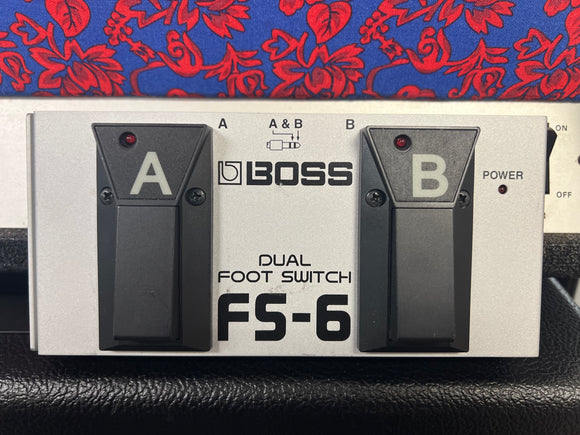 A A & B B
A B
BOSS
POWER
DUAL
FOOT SWITCH
FS-6
ON
OFF